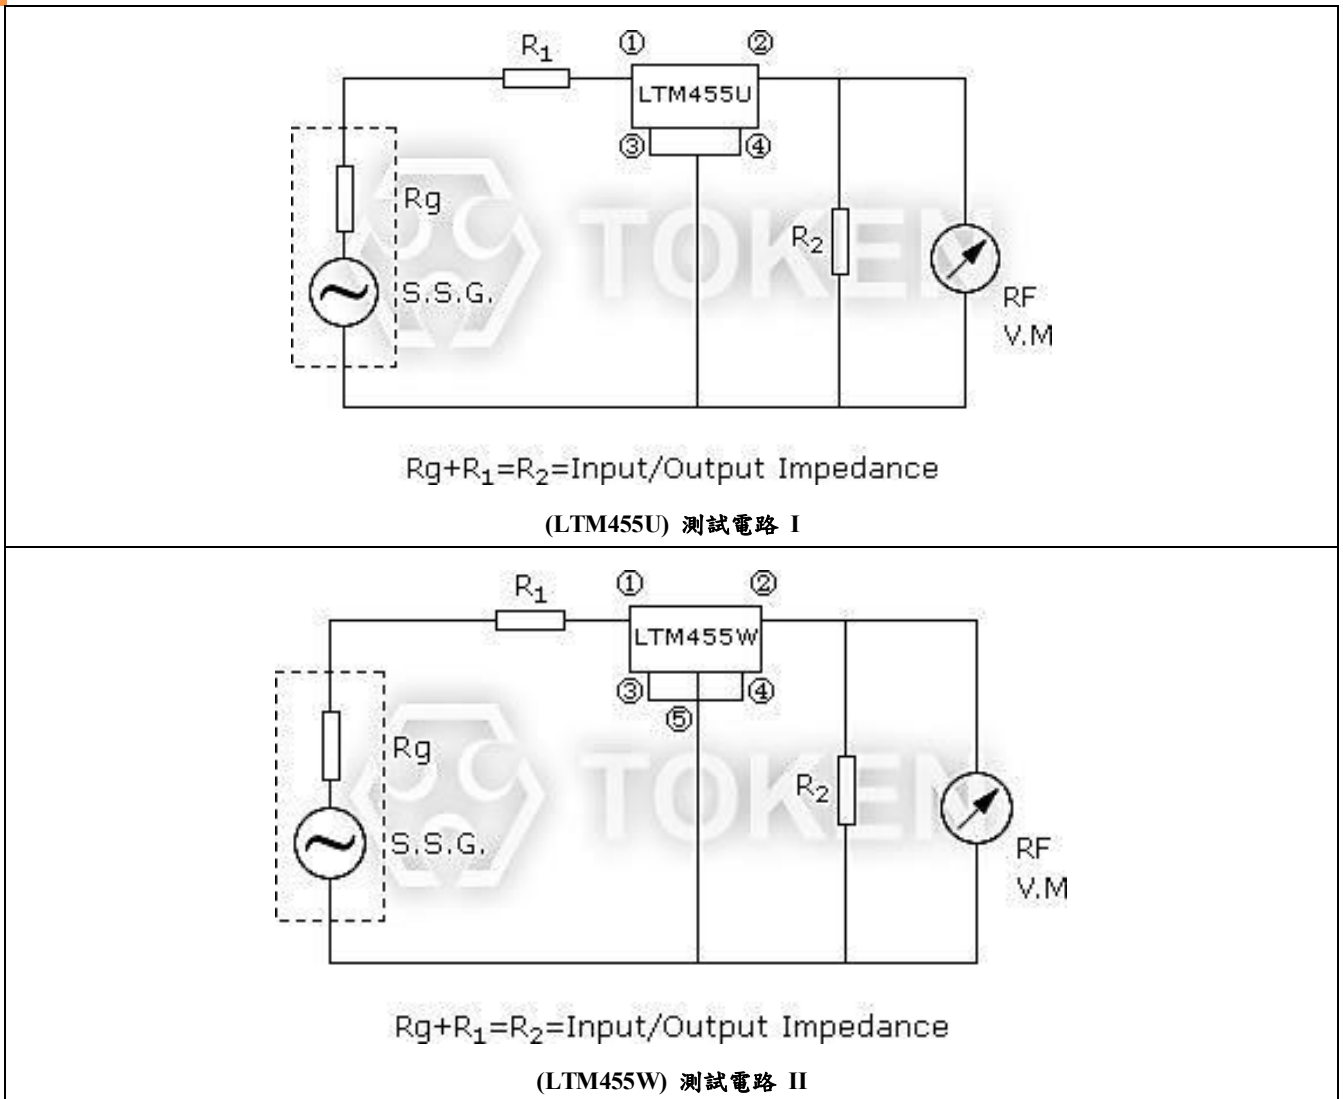 R1 ① ②
LTM455U
③ ④
Rg
TOKEN
R2
S.S.G.
RF
V.M
Rg+R1=R2=Input/Output Impedance
(LTM455U) 測試電路 I
R1 ① ②
LTM455W
③ ④
⑤
Rg
TOKEN
R2
S.S.G.
RF
V.M
Rg+R1=R2=Input/Output Impedance
(LTM455W) 測試電路 II